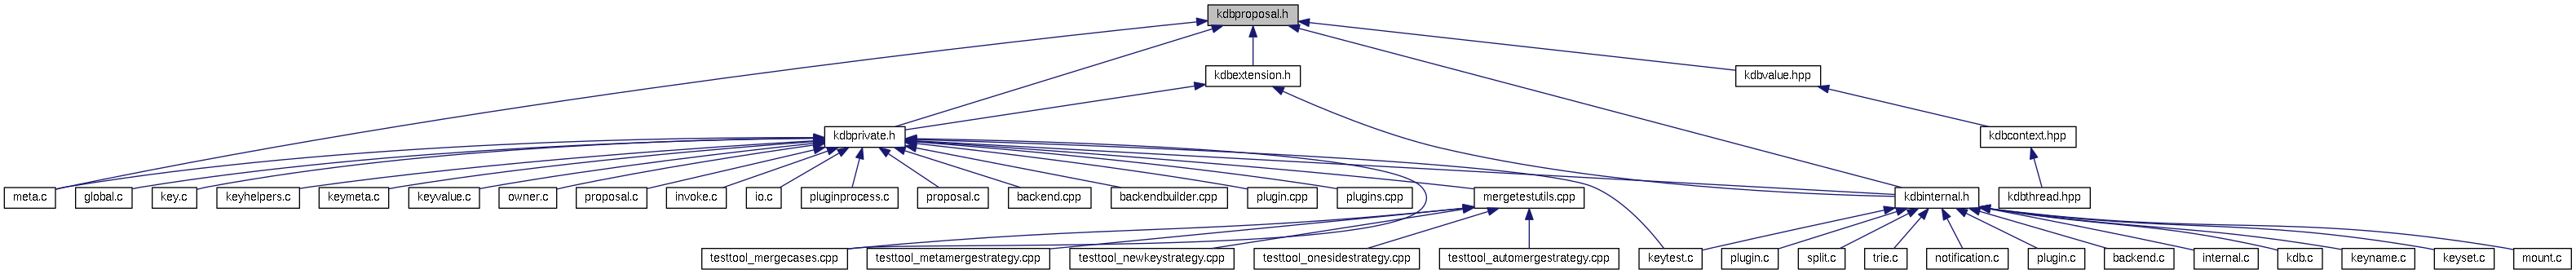 kdbproposal.h
kdbextension.h
kdbvalue.hpp
kdbprivate.h
kdbcontext.hpp
meta.c
global.c
key.c
keyhelpers.c
keymeta.c
keyvalue.c
owner.c
proposal.c
invoke.c
io.c
pluginprocess.c
proposal.c
backend.cpp
backendbuilder.cpp
plugin.cpp
plugins.cpp
mergetestutils.cpp
kdbinternal.h
kdbthread.hpp
testtool_mergecases.cpp
testtool_metamergestrategy.cpp
testtool_newkeystrategy.cpp
testtool_onesidestrategy.cpp
testtool_automergestrategy.cpp
keytest.c
plugin.c
split.c
trie.c
notification.c
plugin.c
backend.c
internal.c
kdb.c
keyname.c
keyset.c
mount.c